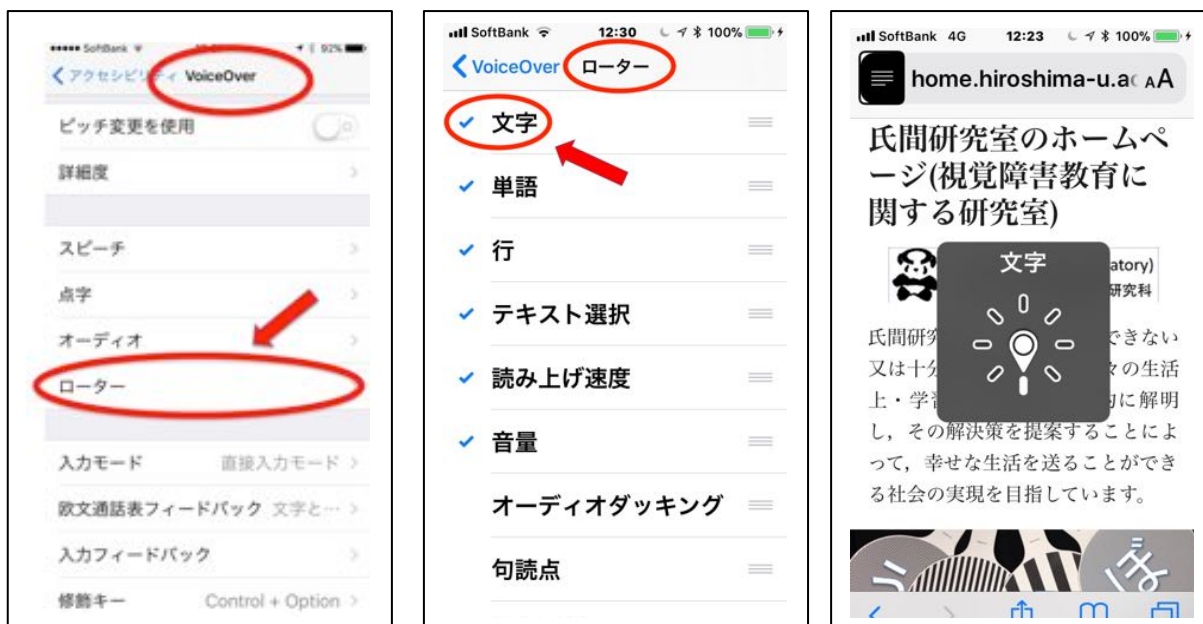 SoftBank
92%
アクセシビリティ VoiceOver
ピッチ変更を使用
詳細度
スピーチ
点字
オーディオ
ローター
入力モード 直接入力モード
欧文通話表フィードバック 文字と…
入力フィードバック
修飾キー Control + Option
SoftBank 12:30 100%
VoiceOver ローター
文字
単語
行
テキスト選択
読み上げ速度
音量
オーディオダッキング
句読点
SoftBank 4G 12:23 100%
home.hiroshima-u.ac AA
氏間研究室のホームペ
ージ(視覚障害教育に
関する研究室)
文字
atory)
研究科
氏間研究 できない
又は十分 々の生活
上・学習 的に解明
し，その解決策を提案することによ
って，幸せな生活を送ることができ
る社会の実現を目指しています。
ぼ